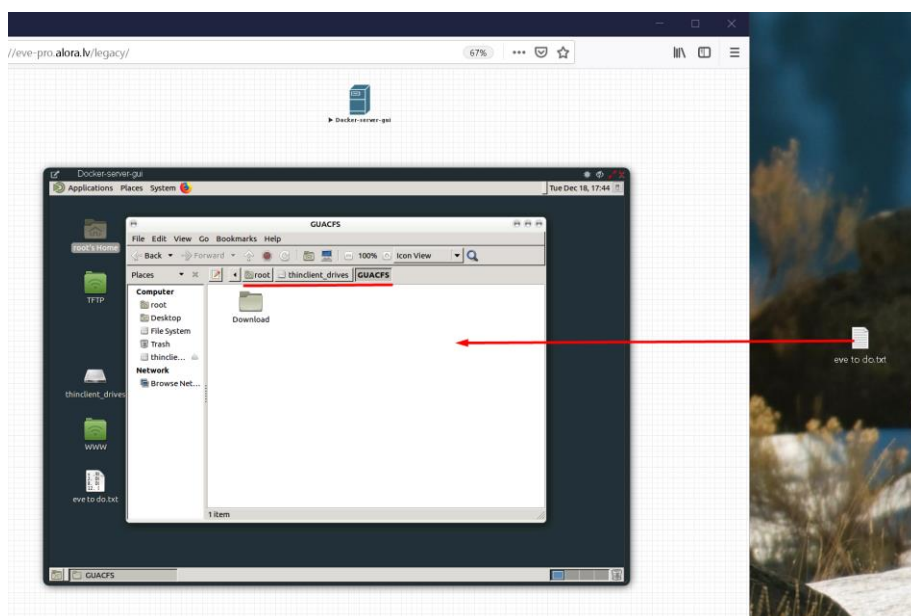 //eve-pro.alora.lv/legacy/
67%
Docker-server-gui
Docker-server-gui
Applications Places System
Tue Dec 18, 17:44
GUACFS
File Edit View Go Bookmarks Help
Back Forward 100% Icon View
Places root thinclient_drives GUACFS
root's Home
TFTP
thinclient_drives
WWW
eve to do.txt
Computer
root
Desktop
File System
Trash
thinclie...
Network
Browse Net...
Download
1 item
GUACFS
eve to do.txt